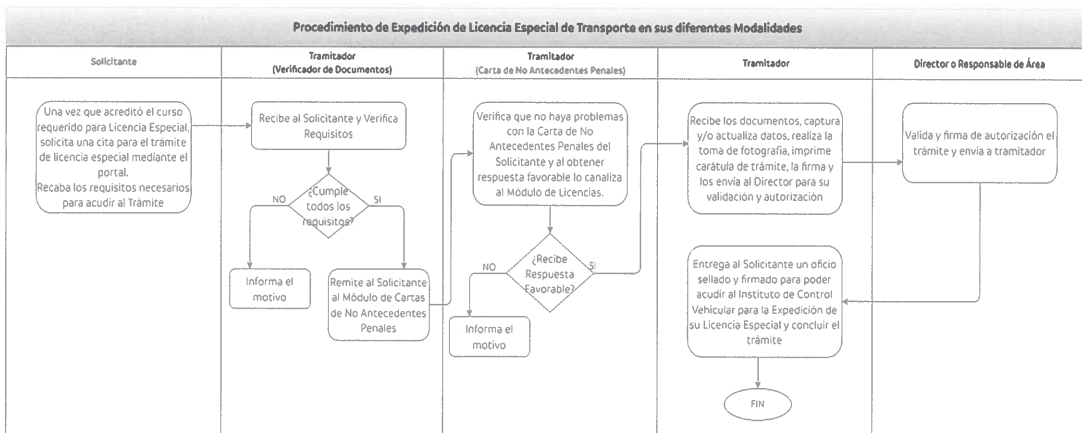 Procedimiento de Expedición de Licencia Especial de Transporte en sus diferentes Modalidades
Solicitante
Tramitador
(Verificador de Documentos)
Tramitador
(Carta de No Antecedentes Penales)
Tramitador
Director o Responsable de Área
Una vez que acreditó el curso
requerido para Licencia Especial,
solicita una cita para el trámite
de licencia especial mediante el
portal.
Recaba los requisitos necesarios
para acudir al Trámite
Recibe al Solicitante y Verifica
Requisitos
¿Cumple
todos los
requisitos?
NO
SI
Informa el
motivo
Remite al Solicitante
al Módulo de Cartas
de No Antecedentes
Penales
Verifica que no haya problemas
con la Carta de No
Antecedentes Penales del
Solicitante y al obtener
respuesta favorable lo canaliza
al Módulo de Licencias.
¿Recibe
Respuesta
Favorable?
NO
SI
Informa el
motivo
Recibe los documentos, captura
y/o actualiza datos, realiza la
toma de fotografía, imprime
carátula de trámite, la firma y
los envía al Director para su
validación y autorización
Valida y firma de autorización el
trámite y envía a tramitador
Entrega al Solicitante un oficio
sellado y firmado para poder
acudir al Instituto de Control
Vehicular para la Expedición de
su Licencia Especial y concluir el
trámite
FIN